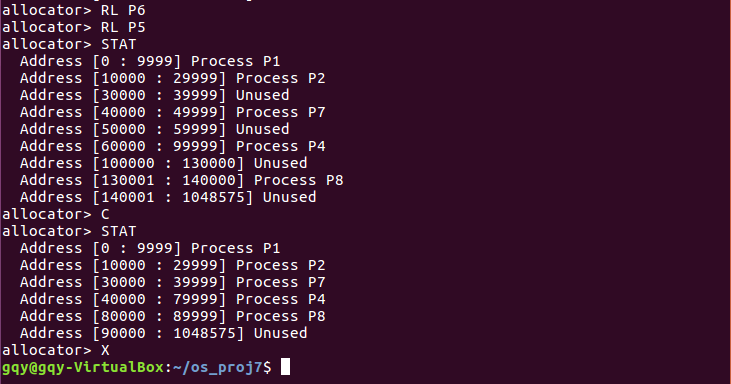 allocator> RL P6
allocator> RL P5
allocator> STAT
  Address [0 : 9999] Process P1
  Address [10000 : 29999] Process P2
  Address [30000 : 39999] Unused
  Address [40000 : 49999] Process P7
  Address [50000 : 59999] Unused
  Address [60000 : 99999] Process P4
  Address [100000 : 130000] Unused
  Address [130001 : 140000] Process P8
  Address [140001 : 1048575] Unused
allocator> C
allocator> STAT
  Address [0 : 9999] Process P1
  Address [10000 : 29999] Process P2
  Address [30000 : 39999] Process P7
  Address [40000 : 79999] Process P4
  Address [80000 : 89999] Process P8
  Address [90000 : 1048575] Unused
allocator> X
gqy@gqy-VirtualBox:~/os_proj7$